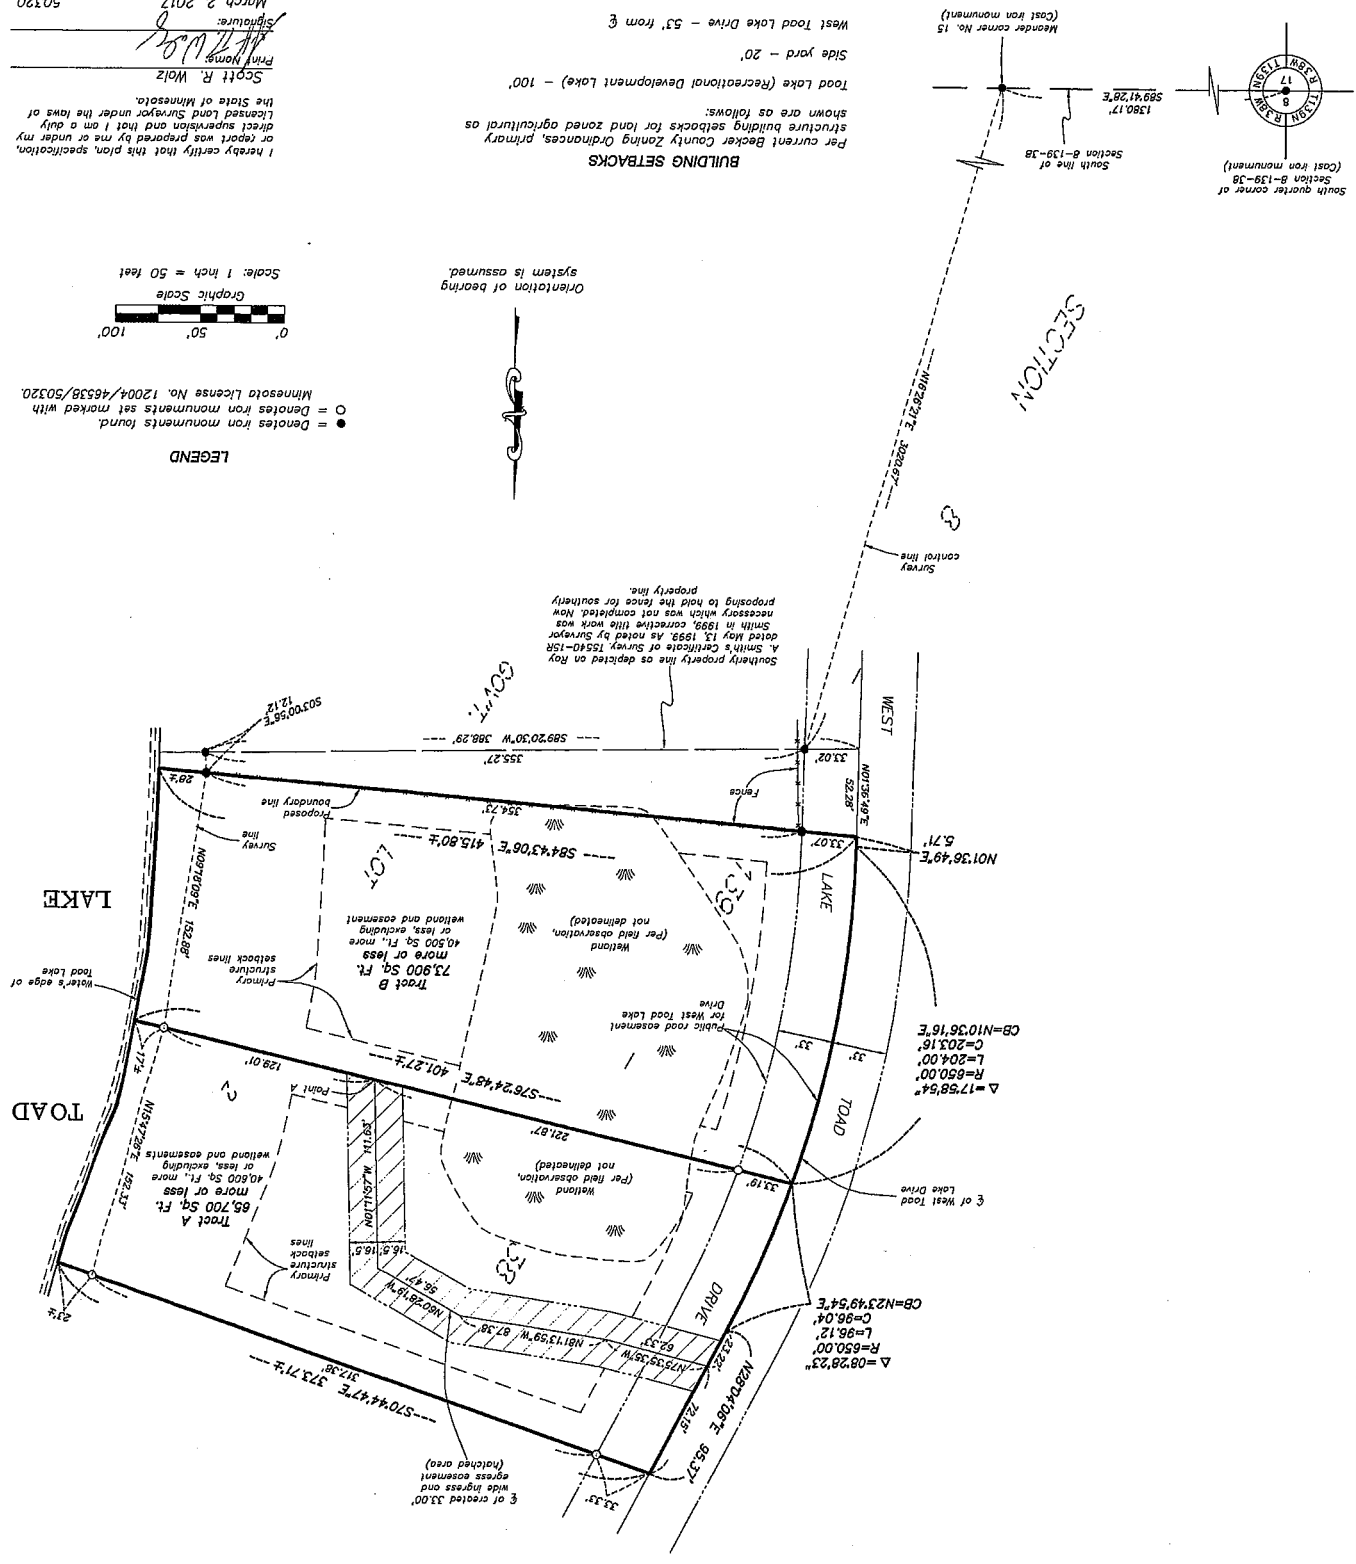 ℄ of created 33.00'
wide ingress and
egress easement
(hatched area)
33.33'
S70°44'47"E 373.71'±
317.38'
N28°04'06"E 95.37'
72.15'
23.22'
23'±
N75°35'35"W
62.33'
N81°13'59"W
87.38'
N60°28'19"W
56.47'
16.5' 16.5'
N01°11'57"W 111.63'
Primary
structure
setback
lines
Δ=08°28'23"
R=650.00'
L=96.12'
C=96.04'
CB=N23°49'54"E
DRIVE
38
Tract A
65,700 Sq. Ft.
more or less
40,600 Sq. Ft., more
or less, excluding
wetland and easements
N15°47'26"E 152.33'
TOAD
℄ of West Toad
Lake Drive
Wetland
(Per field observation,
not delineated)
33.19'
221.87'
S76°24'48"E 401.27'±
Point A
129.01'
17'±
2
TOAD
Δ=17°58'54"
R=650.00'
L=204.00'
C=203.16'
CB=N10°36'16"E
33'
33'
Public road easement
for West Toad Lake
Drive
Primary
structure
setback lines
Tract B
73,900 Sq. Ft.
more or less
40,500 Sq. Ft., more
or less, excluding
wetland and easement
Water's edge of
Toad Lake
Wetland
(Per field observation,
not delineated)
LAKE
139
LOT
N09°18'09"E 152.88'
LAKE
N01°36'49"E
5.71'
33.07'
S84°43'06"E 415.80'±
354.73'
Survey
line
Proposed
boundary line
28'±
Fence
N01°36'49"E
52.28'
33.02'
355.27'
S89°20'30"W 388.29'
S03°00'56"E
12.12'
WEST
GOV'T.
Southerly property line as depicted on Roy
A. Smith's Certificate of Survey, T5540-15R
dated May 13, 1999. As noted by Surveyor
Smith in 1999, corrective title work was
necessary which was not completed. Now
proposing to hold the fence for southerly
property line.
Survey
control line
8
N16°26'21"E 3020.67'
SECTION
LEGEND
● = Denotes iron monuments found.
○ = Denotes iron monuments set marked with
Minnesota License No. 12004/46538/50320.
0' 50' 100'
Graphic Scale
Scale: 1 inch = 50 feet
Orientation of bearing
system is assumed.
South quarter corner of
Section 8-139-38
(Cast iron monument)
T139N R38W
8
17
T139N R38W
South line of
Section 8-139-38
S89°41'28"E
1380.17'
Meander corner No. 15
(Cast iron monument)
BUILDING SETBACKS
Per current Becker County Zoning Ordinances, primary
structure building setbacks for land zoned agricultural as
shown are as follows:
Toad Lake (Recreational Development Lake) - 100'
Side yard - 20'
West Toad Lake Drive - 53' from ℄
I hereby certify that this plan, specification,
or report was prepared by me or under my
direct supervision and that I am a duly
Licensed Land Surveyor under the laws of
the State of Minnesota.
Scott R. Walz
Print Name:
Signature:
March 2, 2017 50320